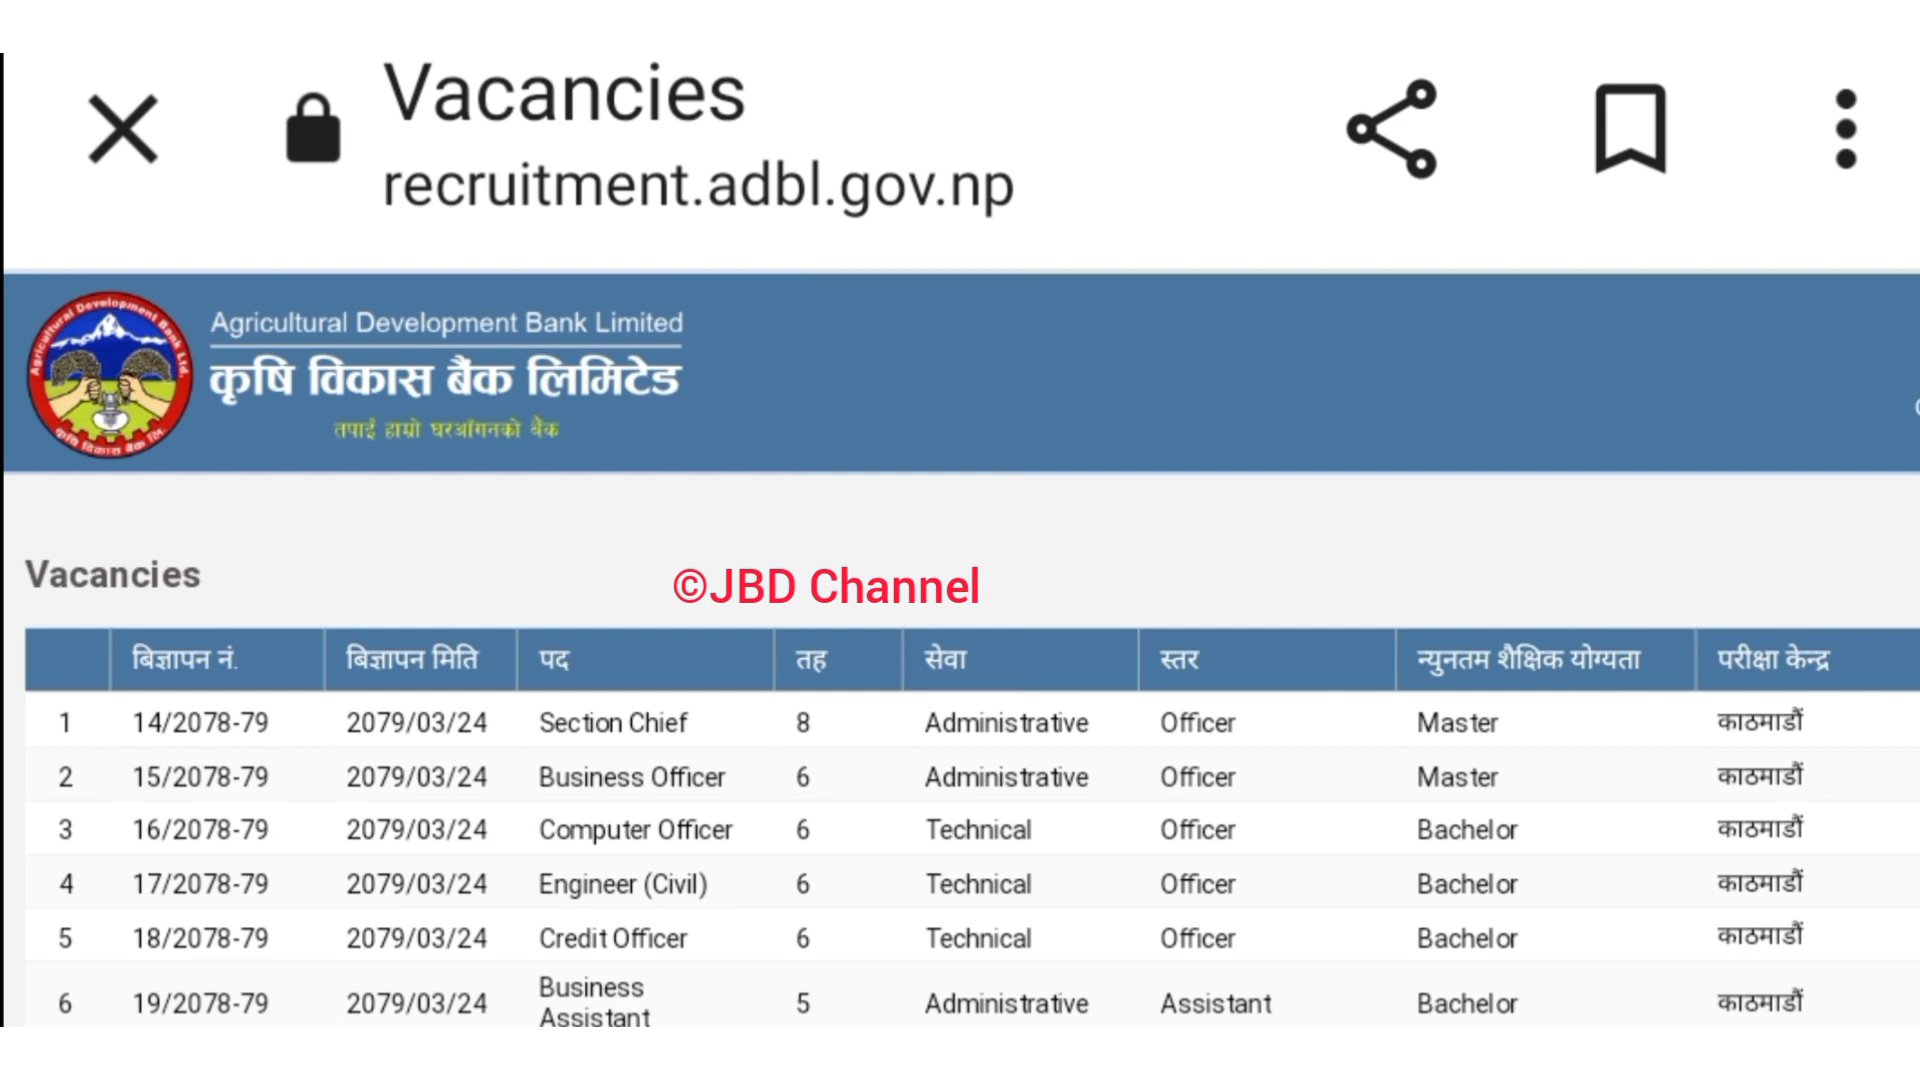 Vacancies
recruitment.adbl.gov.np
Agricultural Development Bank Ltd.
कृषि विकास बैंक लि.
Agricultural Development Bank Limited
कृषि विकास बैंक लिमिटेड
तपाई हाम्रो घरआँगनको बैंक
Vacancies
©JBD Channel
बिज्ञापन नं. बिज्ञापन मिति पद तह सेवा स्तर न्युनतम शैक्षिक योग्यता परीक्षा केन्द्र
1 14/2078-79 2079/03/24 Section Chief 8 Administrative Officer Master काठमाडौं
2 15/2078-79 2079/03/24 Business Officer 6 Administrative Officer Master काठमाडौं
3 16/2078-79 2079/03/24 Computer Officer 6 Technical Officer Bachelor काठमाडौं
4 17/2078-79 2079/03/24 Engineer (Civil) 6 Technical Officer Bachelor काठमाडौं
5 18/2078-79 2079/03/24 Credit Officer 6 Technical Officer Bachelor काठमाडौं
6 19/2078-79 2079/03/24 Business Assistant 5 Administrative Assistant Bachelor काठमाडौं